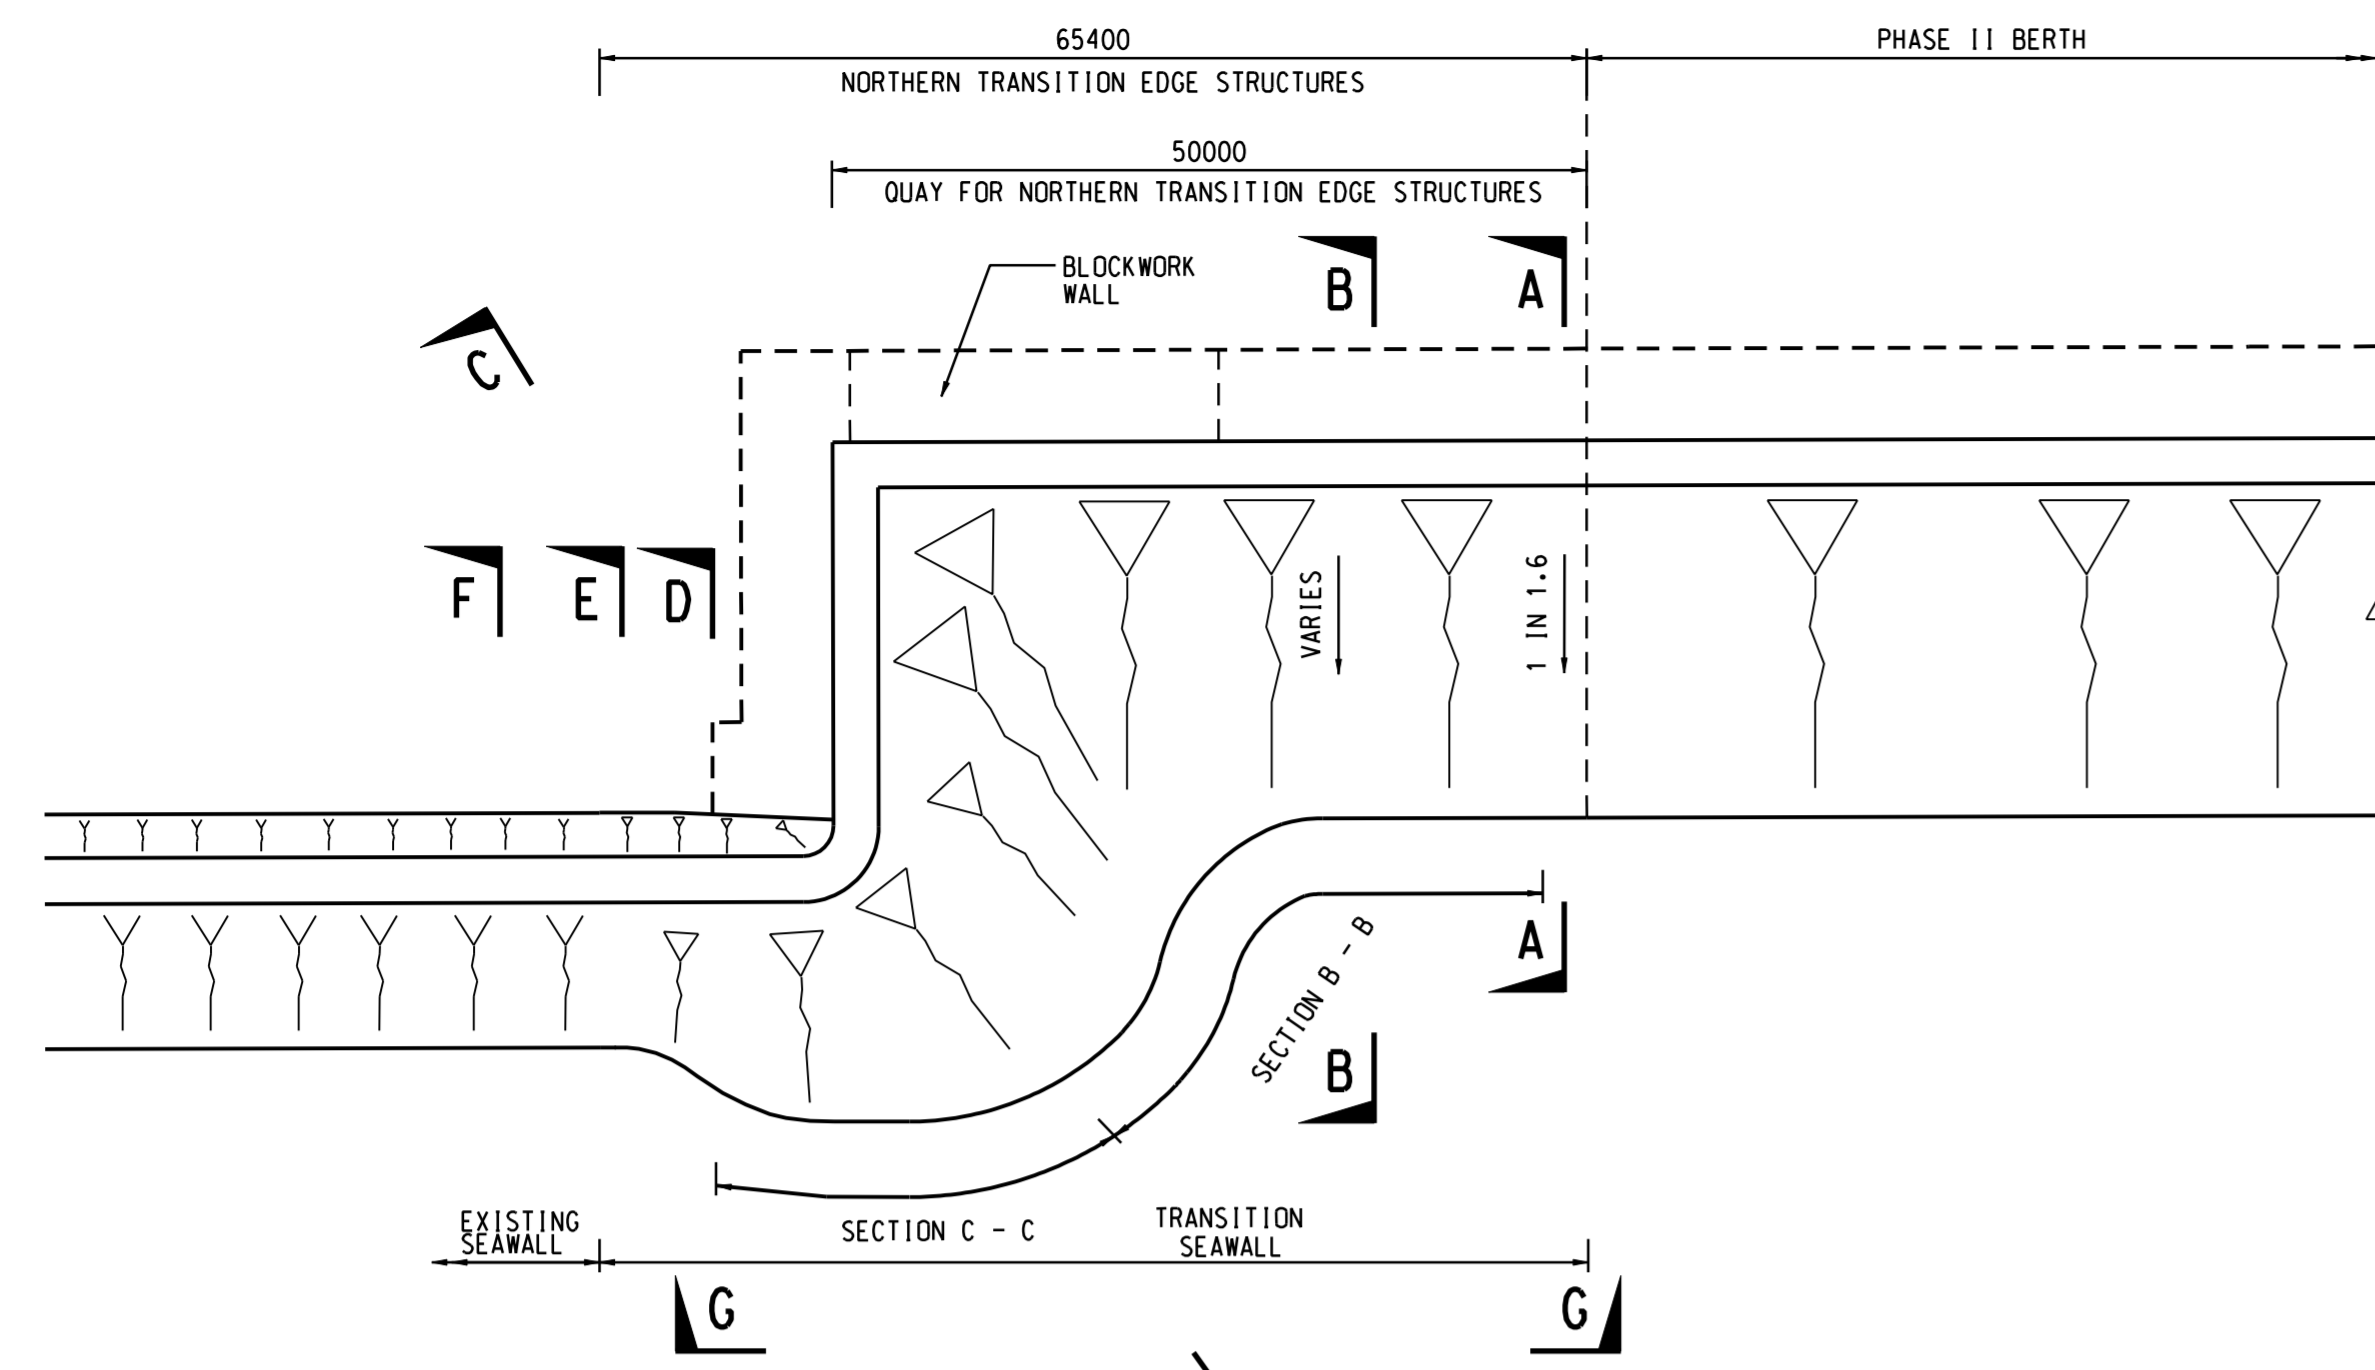 65400
PHASE II BERTH
NORTHERN TRANSITION EDGE STRUCTURES
50000
QUAY FOR NORTHERN TRANSITION EDGE STRUCTURES
BLOCKWORK
WALL
B
A
C
F
E
D
VARIES
1 IN 1.6
A
SECTION B - B
B
EXISTING
SEAWALL
SECTION C - C
TRANSITION
SEAWALL
G
G